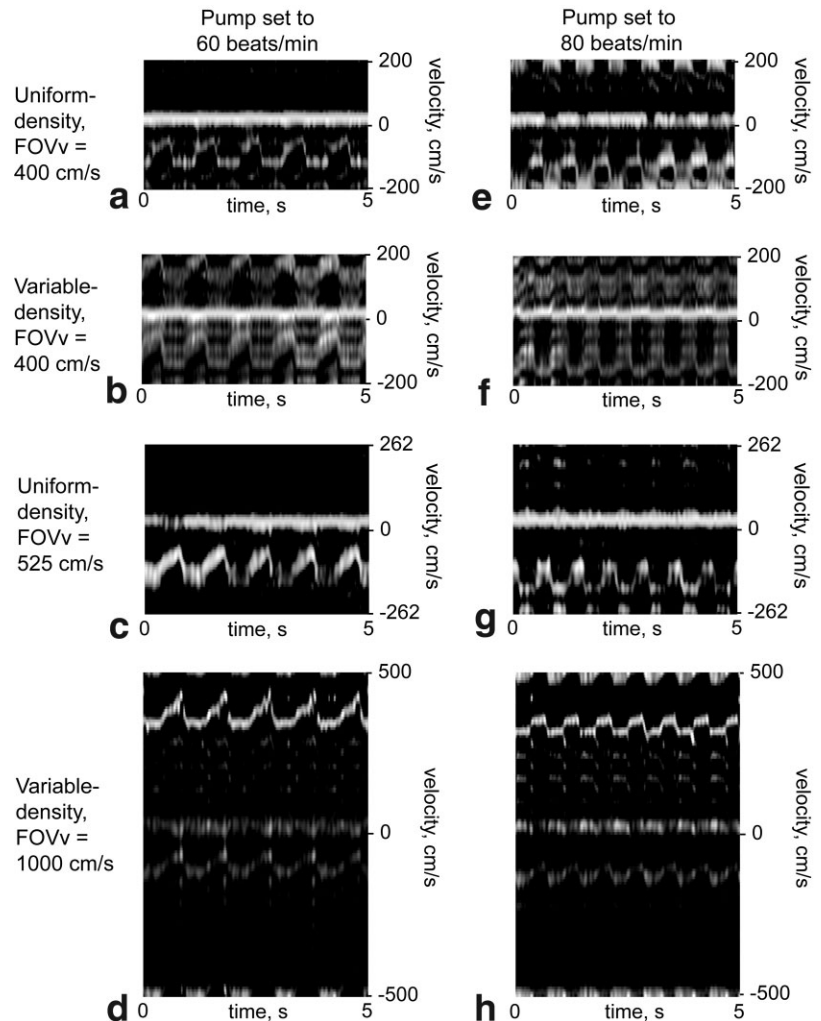 Pump set to
60 beats/min
Pump set to
80 beats/min
Uniform-
density,
FOVv =
400 cm/s
200
0
-200
velocity, cm/s
a
0
time, s
5
200
0
-200
velocity, cm/s
e
0
time, s
5
Variable-
density,
FOVv =
400 cm/s
200
0
-200
velocity, cm/s
b
0
time, s
5
200
0
-200
velocity, cm/s
f
0
time, s
5
Uniform-
density,
FOVv =
525 cm/s
262
0
-262
velocity, cm/s
c
0
time, s
5
262
0
-262
velocity, cm/s
g
0
time, s
5
Variable-
density,
FOVv =
1000 cm/s
500
0
-500
velocity, cm/s
d
0
time, s
5
500
0
-500
velocity, cm/s
h
0
time, s
5